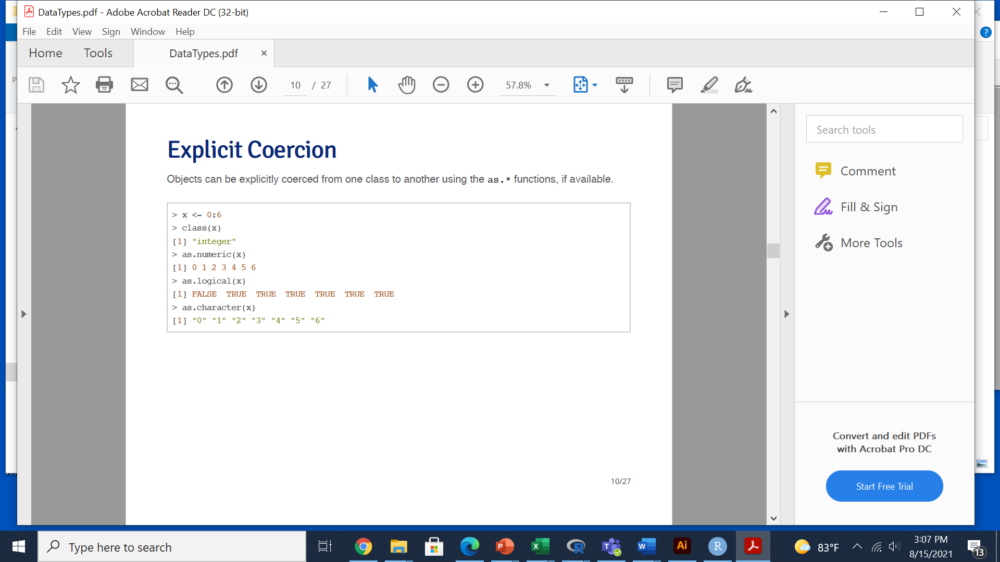 DataTypes.pdf - Adobe Acrobat Reader DC (32-bit)
File Edit View Sign Window Help
Home Tools DataTypes.pdf
10 / 27 57.8%
Explicit Coercion
Objects can be explicitly coerced from one class to another using the as.* functions, if available.
> x <- 0:6
> class(x)
[1] "integer"
> as.numeric(x)
[1] 0 1 2 3 4 5 6
> as.logical(x)
[1] FALSE TRUE TRUE TRUE TRUE TRUE TRUE
> as.character(x)
[1] "0" "1" "2" "3" "4" "5" "6"
10/27
Search tools
Comment
Fill & Sign
More Tools
Convert and edit PDFs
with Acrobat Pro DC
Start Free Trial
Type here to search
83°F
3:07 PM
8/15/2021
13